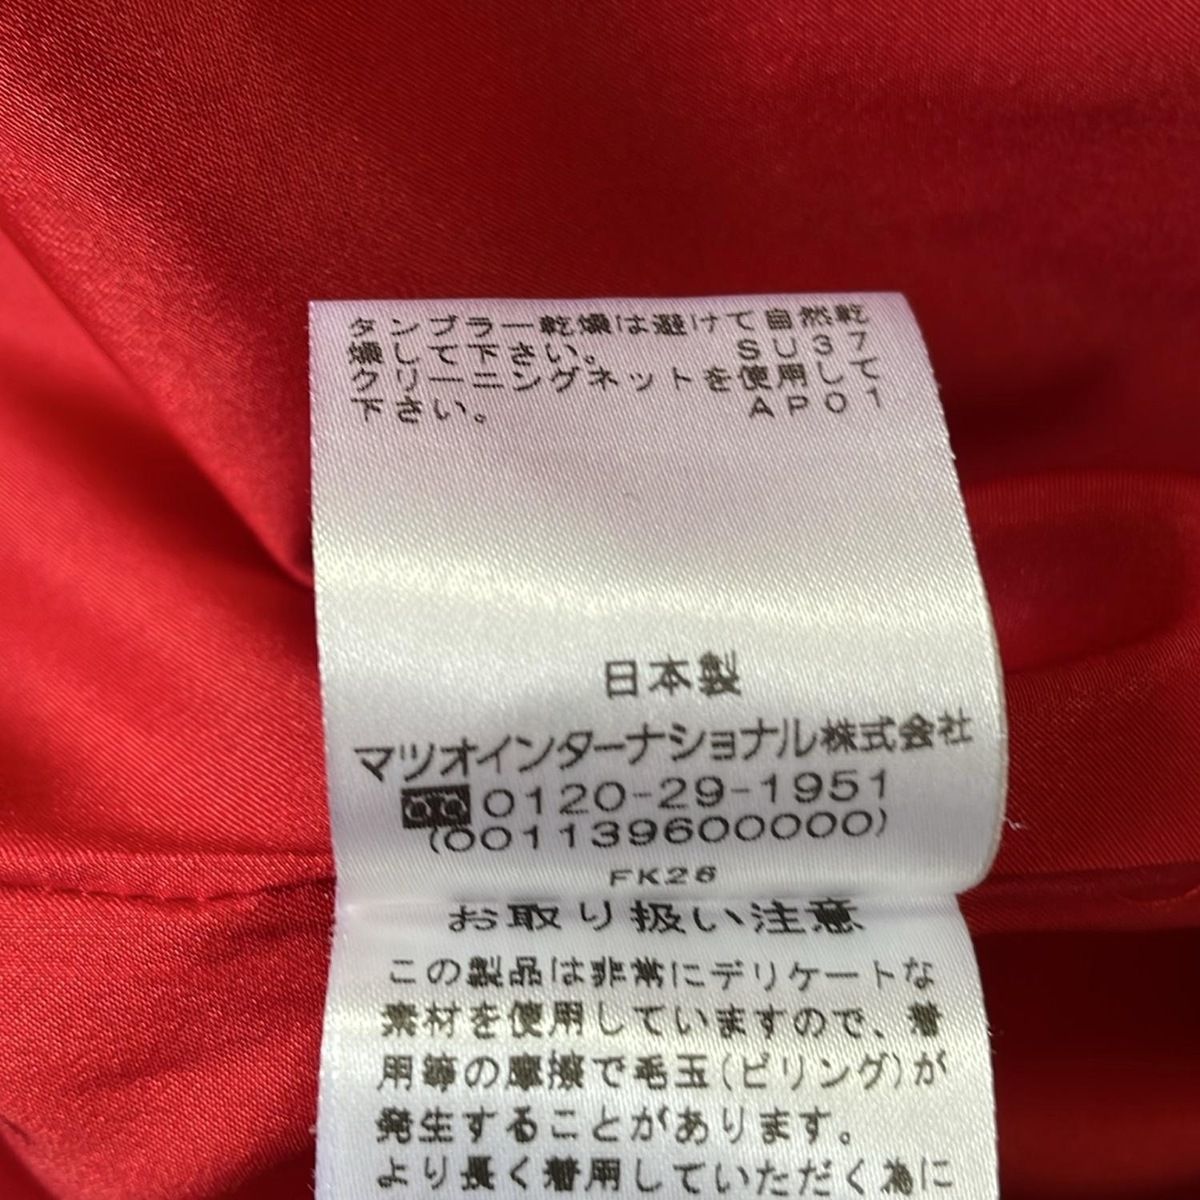 タンブラー乾燥は避けて自然乾
燥して下さい。 SU37
クリーニングネットを使用して
下さい。 AP01
日本製
マツオインターナショナル株式会社
0120-29-1951
(001139600000)
FK26
お取り扱い注意
この製品は非常にデリケートな
素材を使用していますので、着
用等の摩擦で毛玉(ピリング)が
発生することがあります。
より長く着用していただく為に